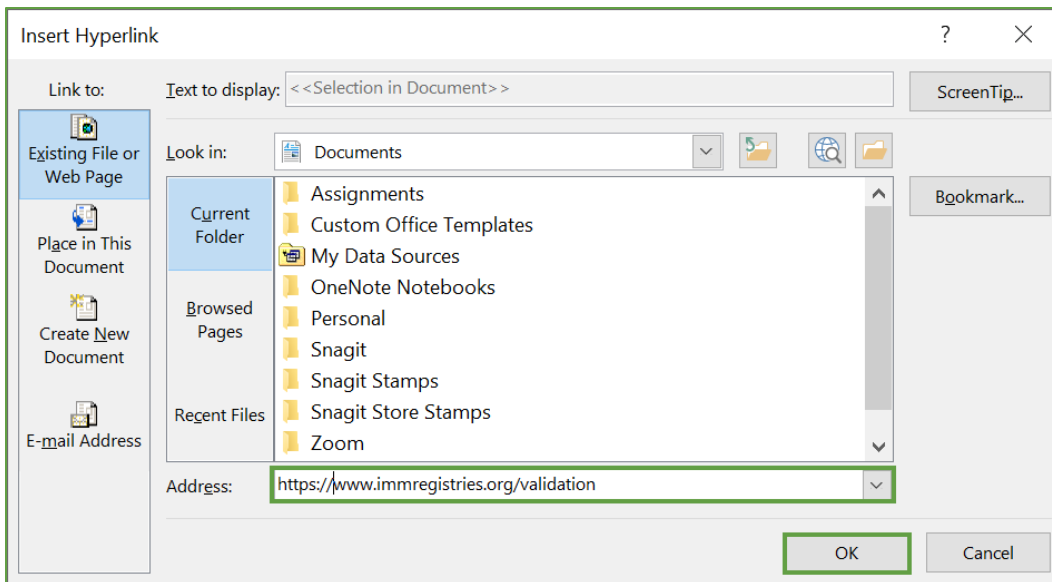 Insert Hyperlink ?
Link to: Text to display: <<Selection in Document>> ScreenTip...
Existing File or
Web Page
Look in: Documents
Bookmark...
Current
Folder
Assignments
Custom Office Templates
My Data Sources
OneNote Notebooks
Personal
Snagit
Snagit Stamps
Snagit Store Stamps
Zoom
Place in This
Document
Browsed
Pages
Create New
Document
Recent Files
E-mail Address
Address: https://www.immregistries.org/validation
OK Cancel